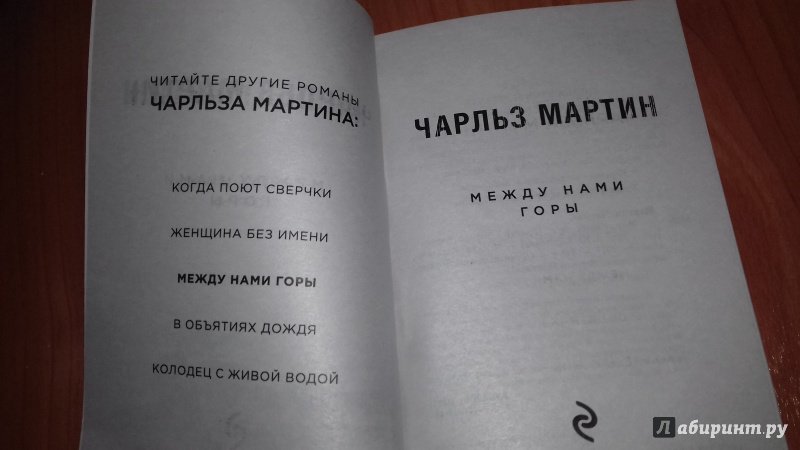 ЧИТАЙТЕ ДРУГИЕ РОМАНЫ
ЧАРЛЬЗА МАРТИНА:
КОГДА ПОЮТ СВЕРЧКИ
ЖЕНЩИНА БЕЗ ИМЕНИ
МЕЖДУ НАМИ ГОРЫ
В ОБЪЯТИЯХ ДОЖДЯ
КОЛОДЕЦ С ЖИВОЙ ВОДОЙ
ЧАРЛЬЗ МАРТИН
МЕЖДУ НАМИ
ГОРЫ
Лабиринт.ру